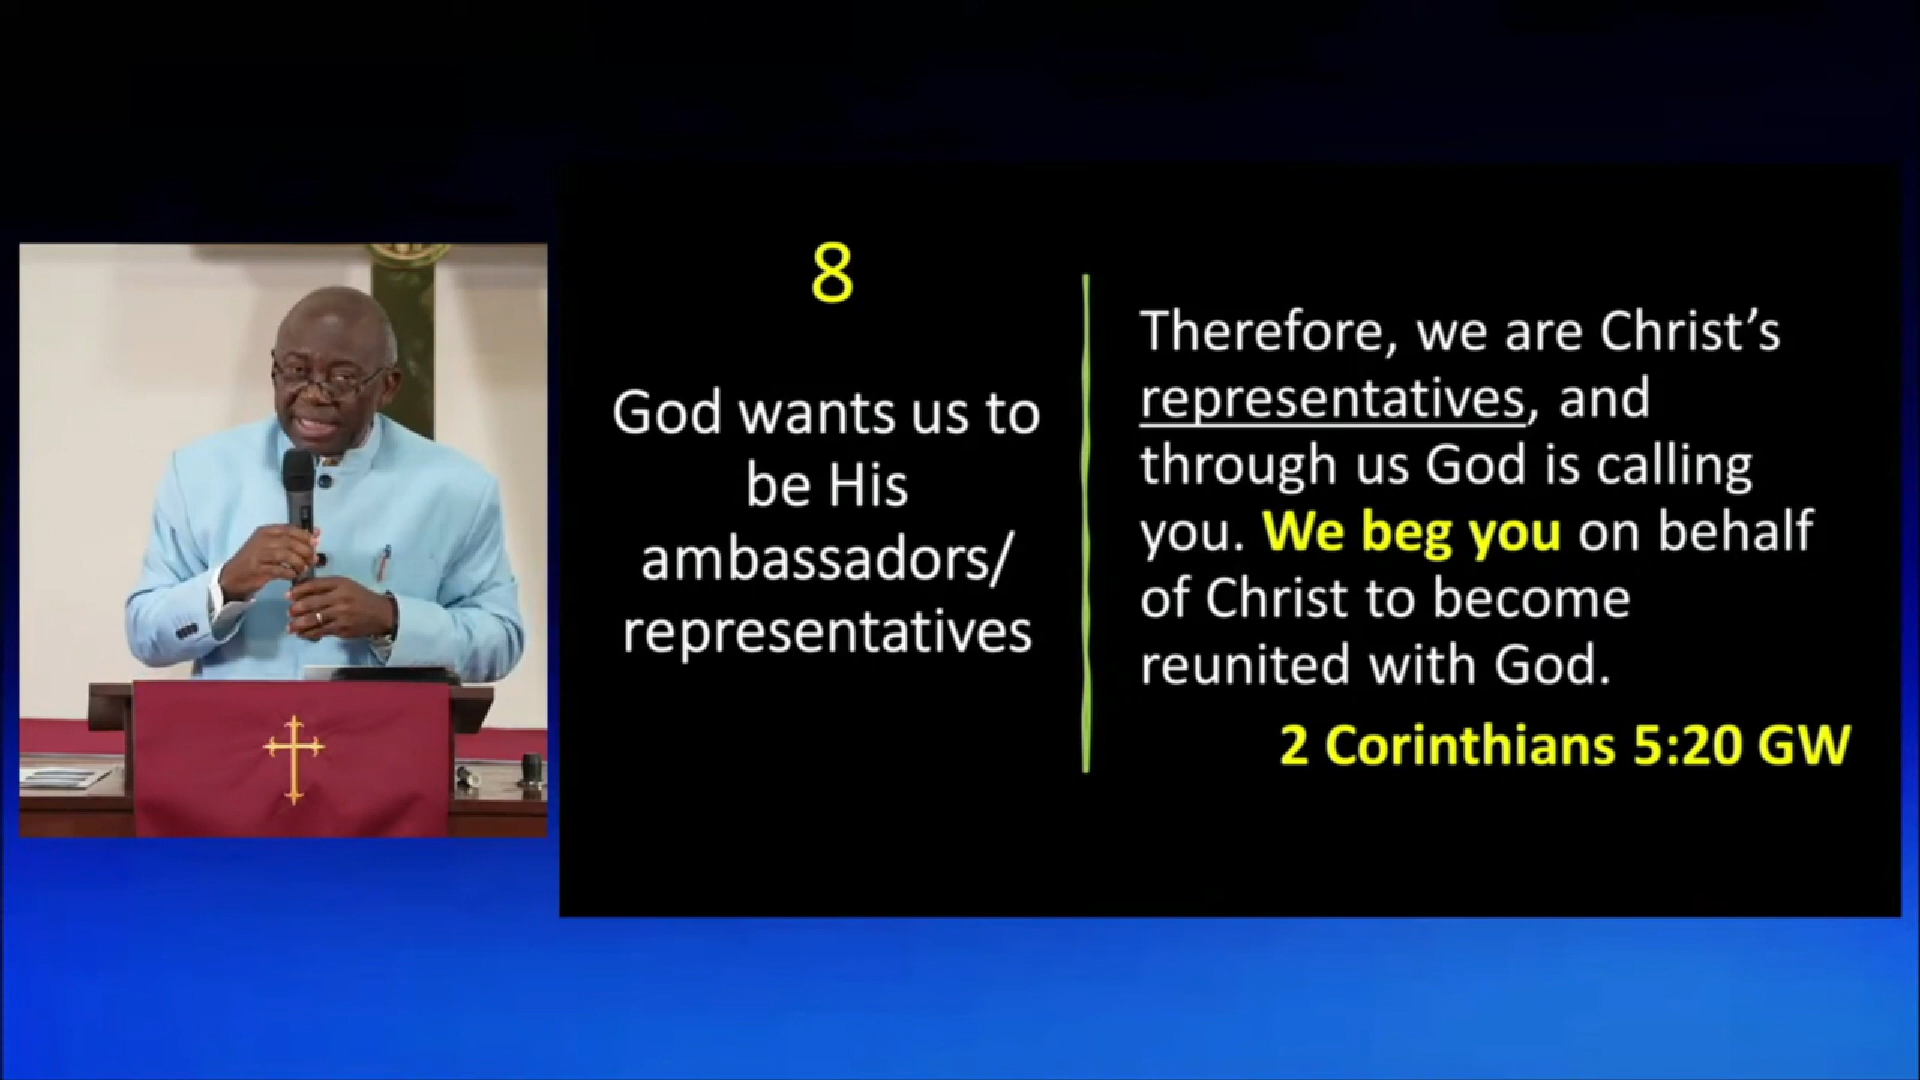 8
God wants us to
be His
ambassadors/
representatives
Therefore, we are Christ’s
representatives, and
through us God is calling
you. We beg you on behalf
of Christ to become
reunited with God.
2 Corinthians 5:20 GW